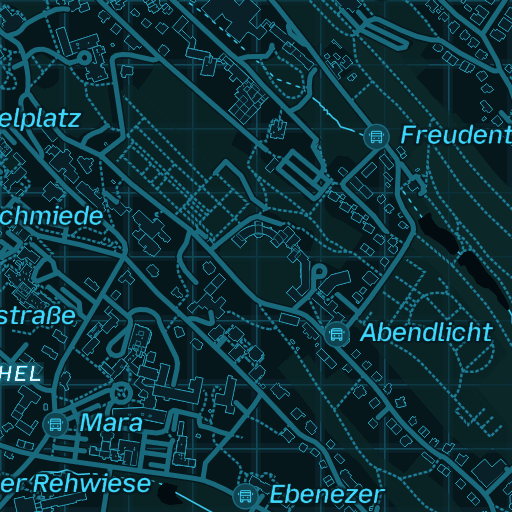 elplatz
Freudent
chmiede
straße
Abendlicht
HEL
Mara
er Rehwiese
Ebenezer